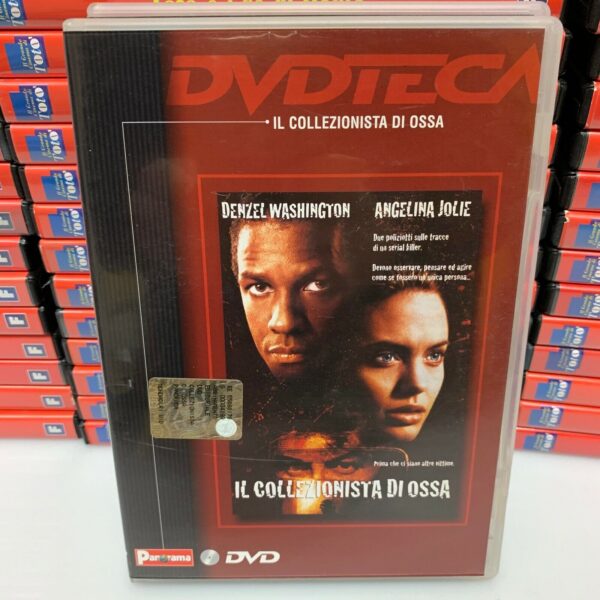 DVDTECA
• IL COLLEZIONISTA DI OSSA
DENZEL WASHINGTON ANGELINA JOLIE
Due poliziotti sulle tracce
di un serial killer.
Devono osservare, pensare ed agire
come se fossero un'unica persona...
Prima che ci siano altre vittime.
IL COLLEZIONISTA DI OSSA
Panorama DVD